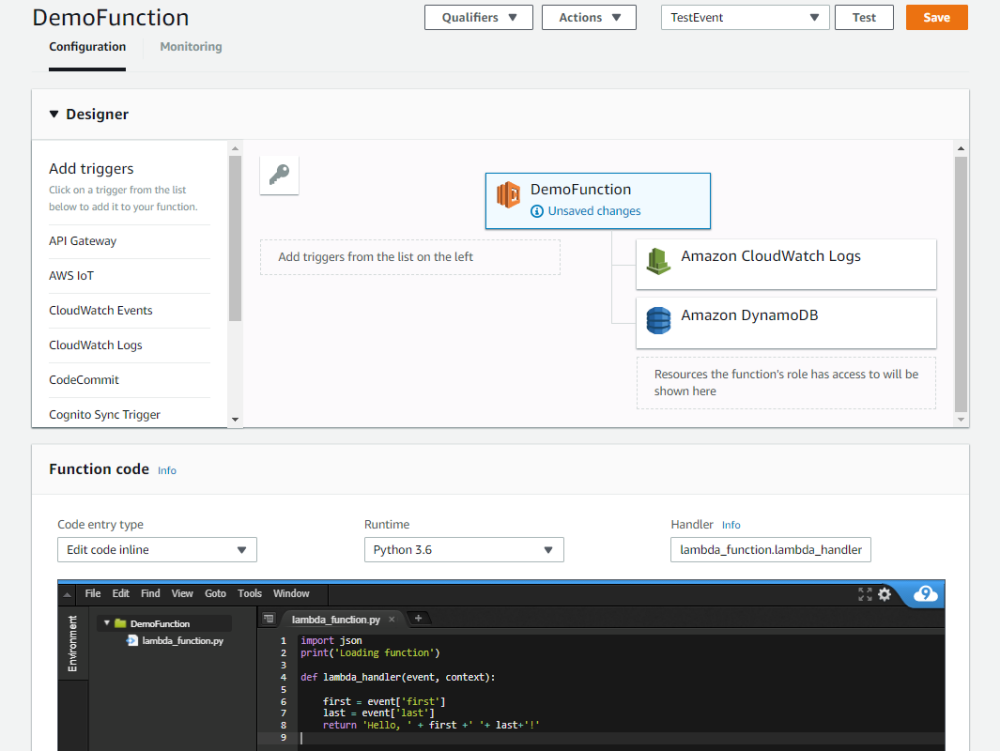 DemoFunction
Qualifiers
Actions
TestEvent
Test
Save
Configuration
Monitoring
Designer
Add triggers
Click on a trigger from the list
below to add it to your function.
API Gateway
AWS IoT
CloudWatch Events
CloudWatch Logs
CodeCommit
Cognito Sync Trigger
DemoFunction
Unsaved changes
Add triggers from the list on the left
Amazon CloudWatch Logs
Amazon DynamoDB
Resources the function's role has access to will be
shown here
Function code Info
Code entry type
Edit code inline
Runtime
Python 3.6
Handler Info
lambda_function.lambda_handler
File Edit Find View Goto Tools Window
9
Environment
DemoFunction
lambda_function.py
lambda_function.py × +
1 import json
2 print('Loading function')
3
4 def lambda_handler(event, context):
5
6     first = event['first']
7     last = event['last']
8     return 'Hello, ' + first +' '+ last+'!'
9